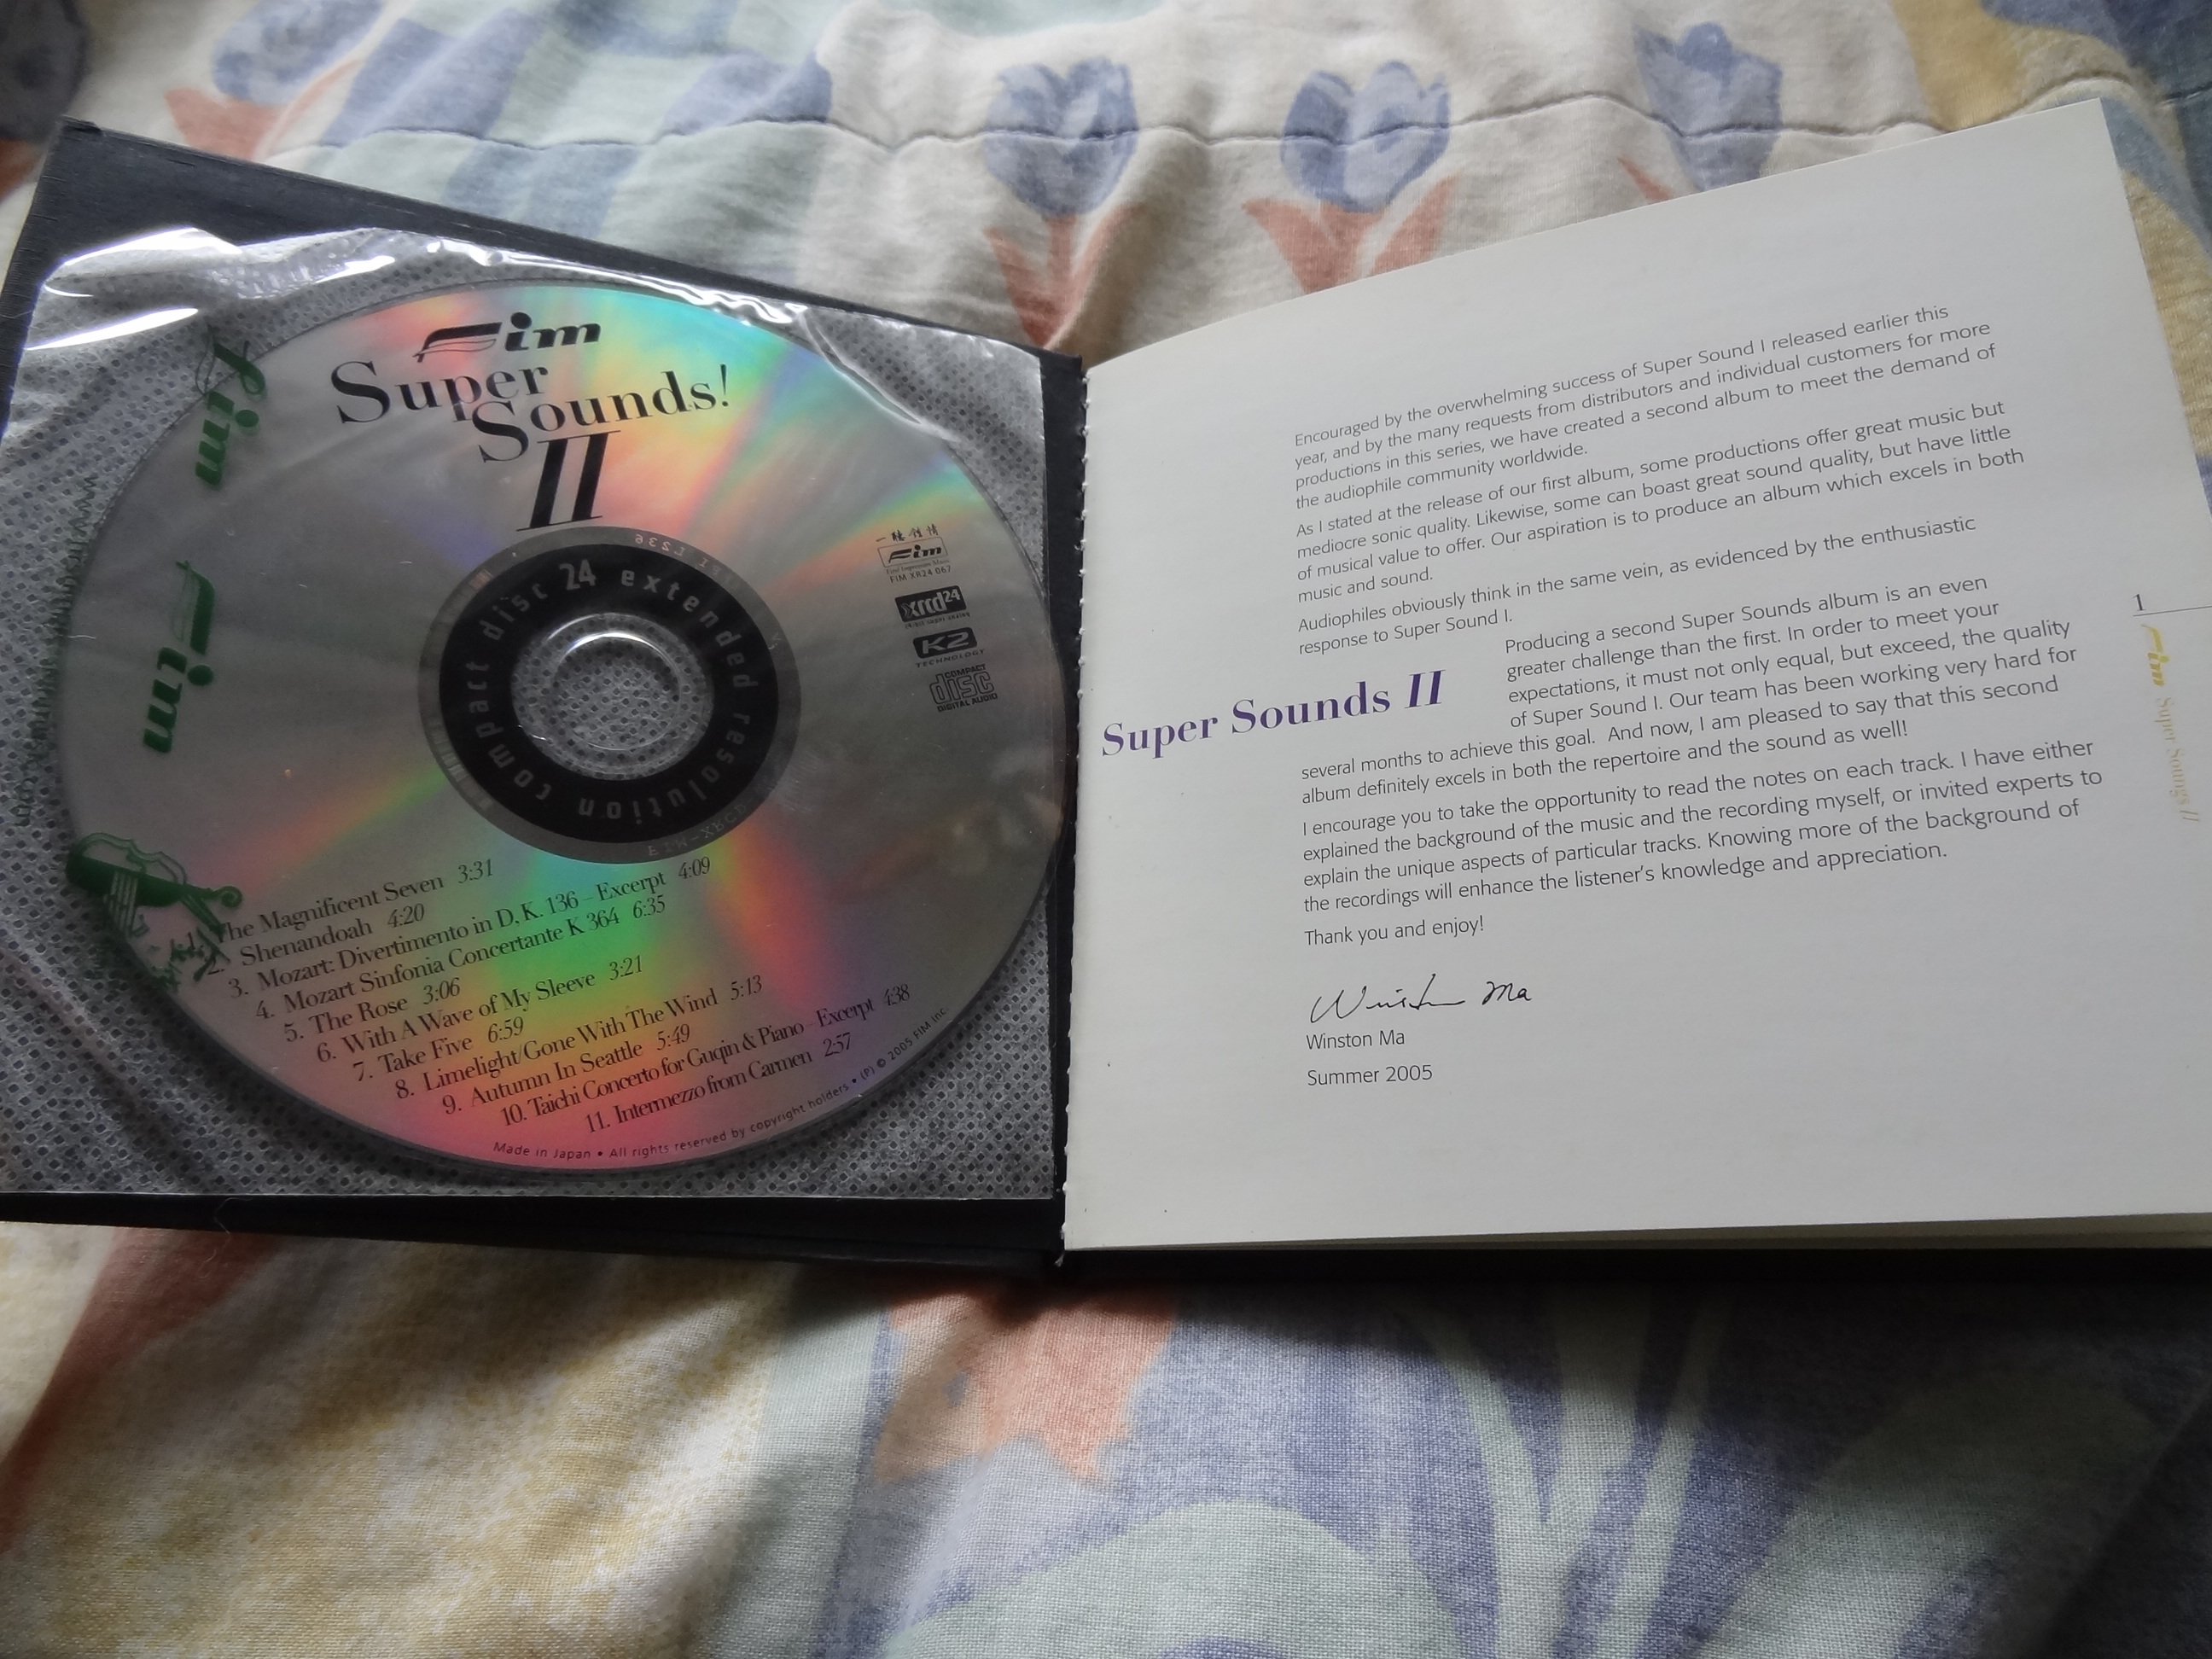 Fim
Super
Sounds!
II
Fim
Fim
一聽鍾情
Fim
First Impression Music
FIM XR24 067
xrcd24
K2
TECHNOLOGY
COMPACT
disc
DIGITAL AUDIO
compact disc 24 extended resolution
1. The Magnificent Seven 3:31
2. Shenandoah 4:20
3. Mozart: Divertimento in D, K. 136 – Excerpt 4:09
4. Mozart Sinfonia Concertante K 364 6:35
5. The Rose 3:06
6. With A Wave of My Sleeve 3:21
7. Take Five 6:59
8. Limelight/Gone With The Wind 5:13
9. Autumn In Seattle 5:49
10. Taichi Concerto for Guqin & Piano - Excerpt 4:38
11. Intermezzo from Carmen 2:57
Made in Japan • All rights reserved by copyright holders • (P) © 2005 FIM Inc
Encouraged by the overwhelming success of Super Sound I released earlier this
year, and by the many requests from distributors and individual customers for more
productions in this series, we have created a second album to meet the demand of
the audiophile community worldwide.
As I stated at the release of our first album, some productions offer great music but
mediocre sonic quality. Likewise, some can boast great sound quality, but have little
of musical value to offer. Our aspiration is to produce an album which excels in both
music and sound.
Audiophiles obviously think in the same vein, as evidenced by the enthusiastic
response to Super Sound I.
Super Sounds II
Producing a second Super Sounds album is an even
greater challenge than the first. In order to meet your
expectations, it must not only equal, but exceed, the quality
of Super Sound I. Our team has been working very hard for
several months to achieve this goal. And now, I am pleased to say that this second
album definitely excels in both the repertoire and the sound as well!
I encourage you to take the opportunity to read the notes on each track. I have either
explained the background of the music and the recording myself, or invited experts to
explain the unique aspects of particular tracks. Knowing more of the background of
the recordings will enhance the listener's knowledge and appreciation.
Thank you and enjoy!
Winston Ma
Winston Ma
Summer 2005
1
Fim Super Sounds II